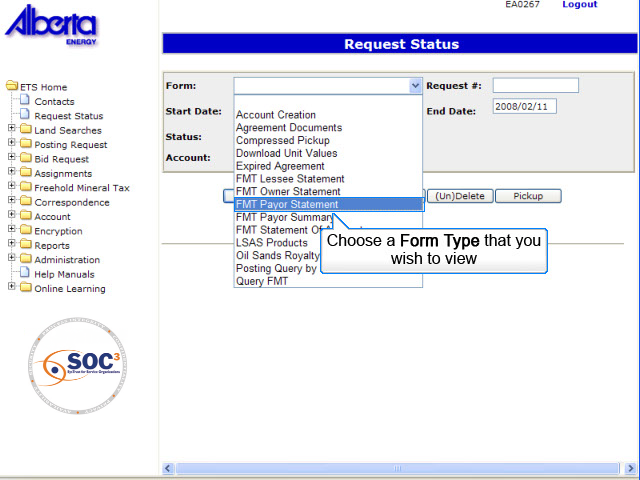 Alberta
ENERGY
EA0267 Logout
Request Status
ETS Home
Contacts
Request Status
Land Searches
Posting Request
Bid Request
Assignments
Freehold Mineral Tax
Correspondence
Account
Encryption
Reports
Administration
Help Manuals
Online Learning
SOC3
Form:
Request #:
Start Date:
End Date: 2008/02/11
Status:
Account:
Account Creation
Agreement Documents
Compressed Pickup
Download Unit Values
Expired Agreement
FMT Lessee Statement
FMT Owner Statement
FMT Payor Statement
FMT Payor Summary
FMT Statement Of
LSAS Products
Oil Sands Royalty
Posting Query by
Query FMT
(Un)Delete Pickup
Choose a Form Type that you
wish to view